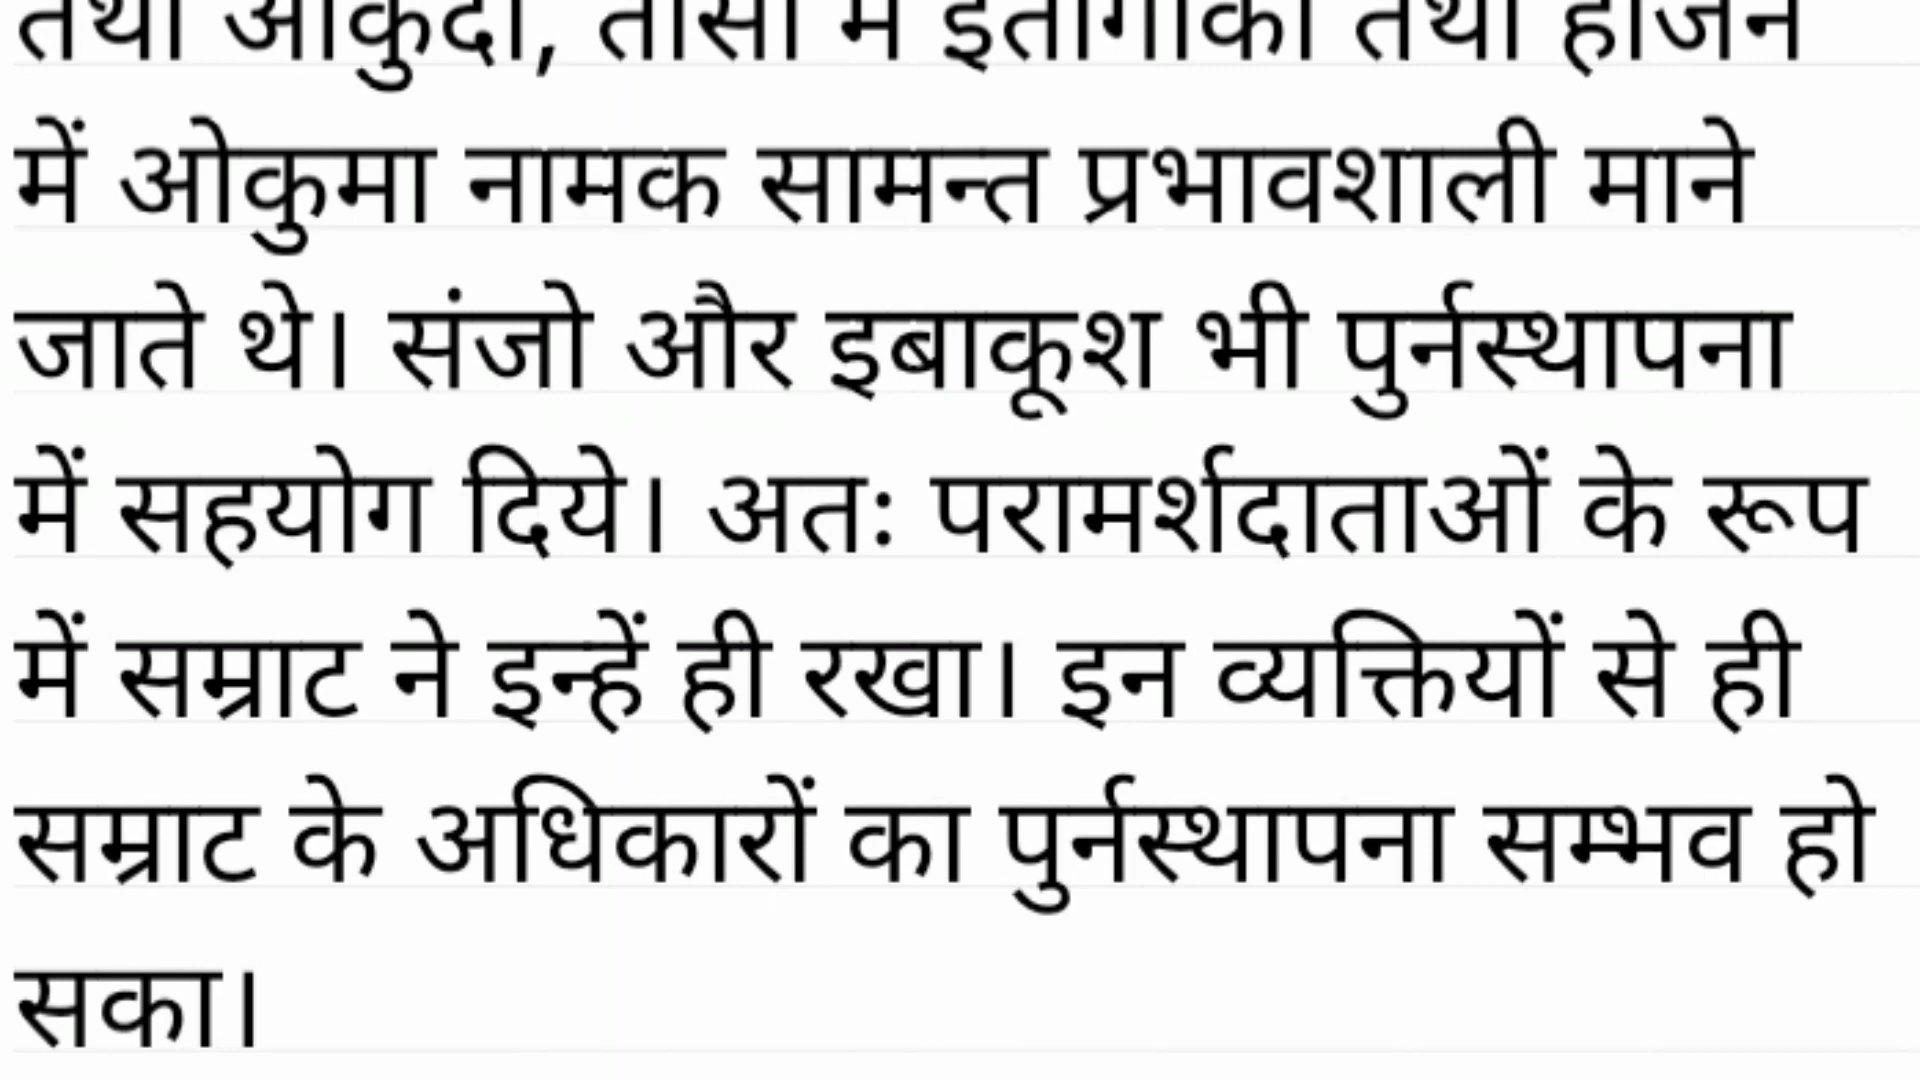 में ओकुमा नामक सामन्त प्रभावशाली माने
जाते थे। संजो और इबाकूश भी पुर्नस्थापना
में सहयोग दिये। अतः परामर्शदाताओं के रूप
में सम्राट ने इन्हें ही रखा। इन व्यक्तियों से ही
सम्राट के अधिकारों का पुर्नस्थापना सम्भव हो
सका।